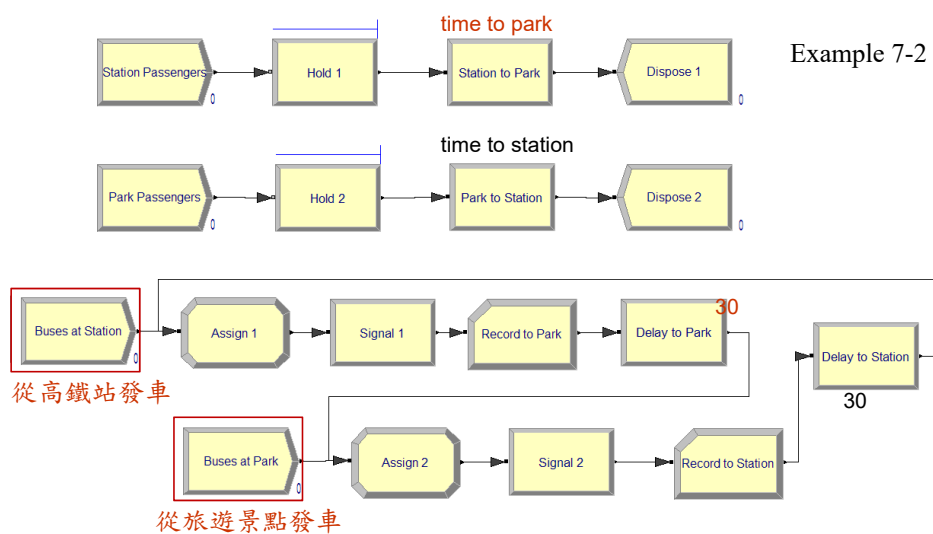 time to park
Example 7-2
Station Passengers
0
Hold 1
Station to Park
Dispose 1
0
time to station
Park Passengers
0
Hold 2
Park to Station
Dispose 2
0
Buses at Station
0
Assign 1
Signal 1
Record to Park
30
Delay to Park
Delay to Station
30
從高鐵站發車
Buses at Park
0
Assign 2
Signal 2
Record to Station
從旅遊景點發車